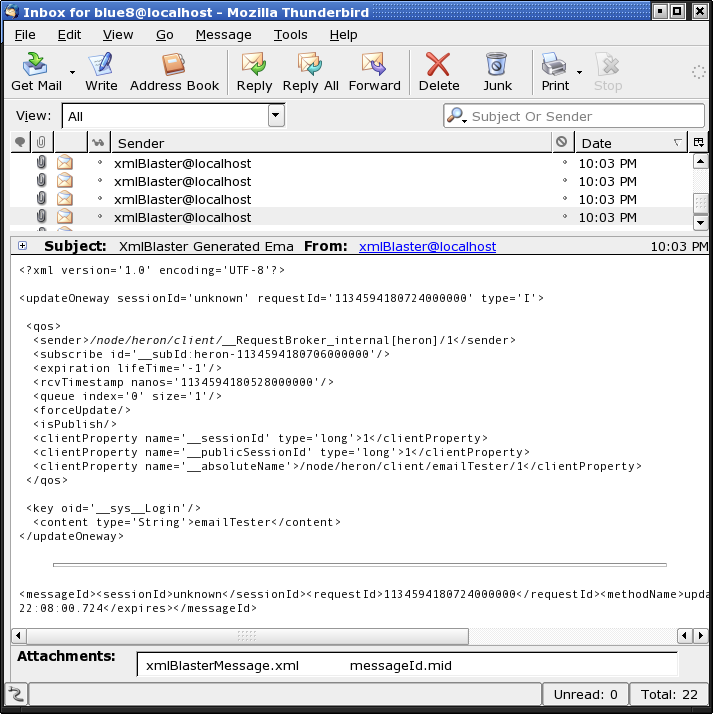 Inbox for blue8@localhost - Mozilla Thunderbird
File Edit View Go Message Tools Help
Get Mail Write Address Book Reply Reply All Forward Delete Junk Print Stop
View: All Subject Or Sender
Sender Date
xmlBlaster@localhost 10:03 PM
xmlBlaster@localhost 10:03 PM
xmlBlaster@localhost 10:03 PM
xmlBlaster@localhost 10:03 PM
Subject: XmlBlaster Generated Ema From: xmlBlaster@localhost 10:03 PM
<?xml version='1.0' encoding='UTF-8'?>
<updateOneway sessionId='unknown' requestId='1134594180724000000' type='I'>
<qos>
<sender>/node/heron/client/__RequestBroker_internal[heron]/1</sender>
<subscribe id='__subId:heron-1134594180706000000'/>
<expiration lifeTime='-1'/>
<rcvTimestamp nanos='1134594180528000000'/>
<queue index='0' size='1'/>
<forceUpdate/>
<isPublish/>
<clientProperty name='__sessionId' type='long'>1</clientProperty>
<clientProperty name='__publicSessionId' type='long'>1</clientProperty>
<clientProperty name='__absoluteName'>/node/heron/client/emailTester/1</clientProperty>
</qos>
<key oid='__sys__Login'/>
<content type='String'>emailTester</content>
</updateOneway>
<messageId><sessionId>unknown</sessionId><requestId>1134594180724000000</requestId><methodName>upda
22:08:00.724</expires></messageId>
Attachments: xmlBlasterMessage.xml messageId.mid
Unread: 0 Total: 22